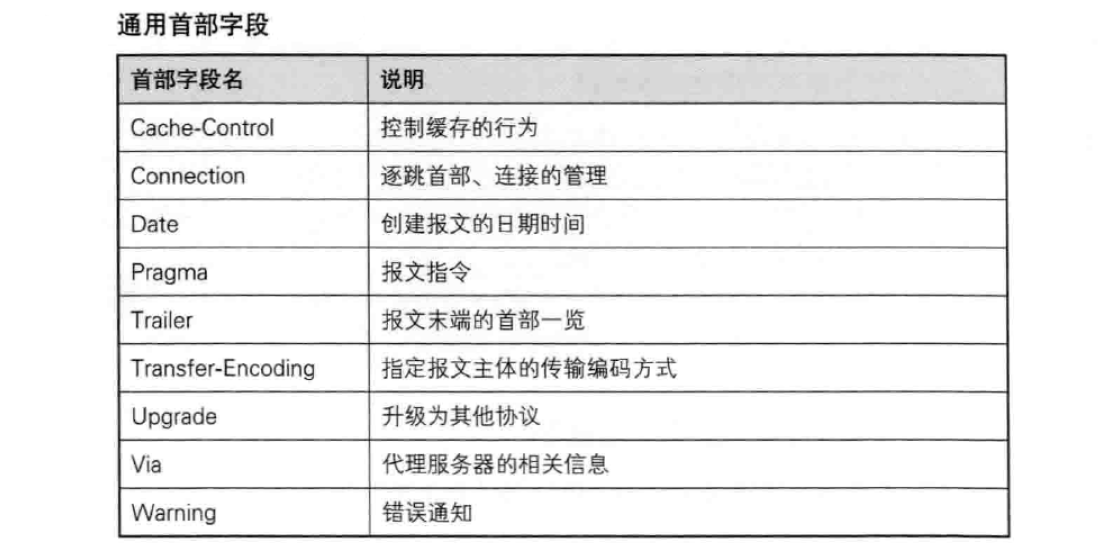 通用首部字段
首部字段名 说明
Cache-Control 控制缓存的行为
Connection 逐跳首部、连接的管理
Date 创建报文的日期时间
Pragma 报文指令
Trailer 报文末端的首部一览
Transfer-Encoding 指定报文主体的传输编码方式
Upgrade 升级为其他协议
Via 代理服务器的相关信息
Warning 错误通知